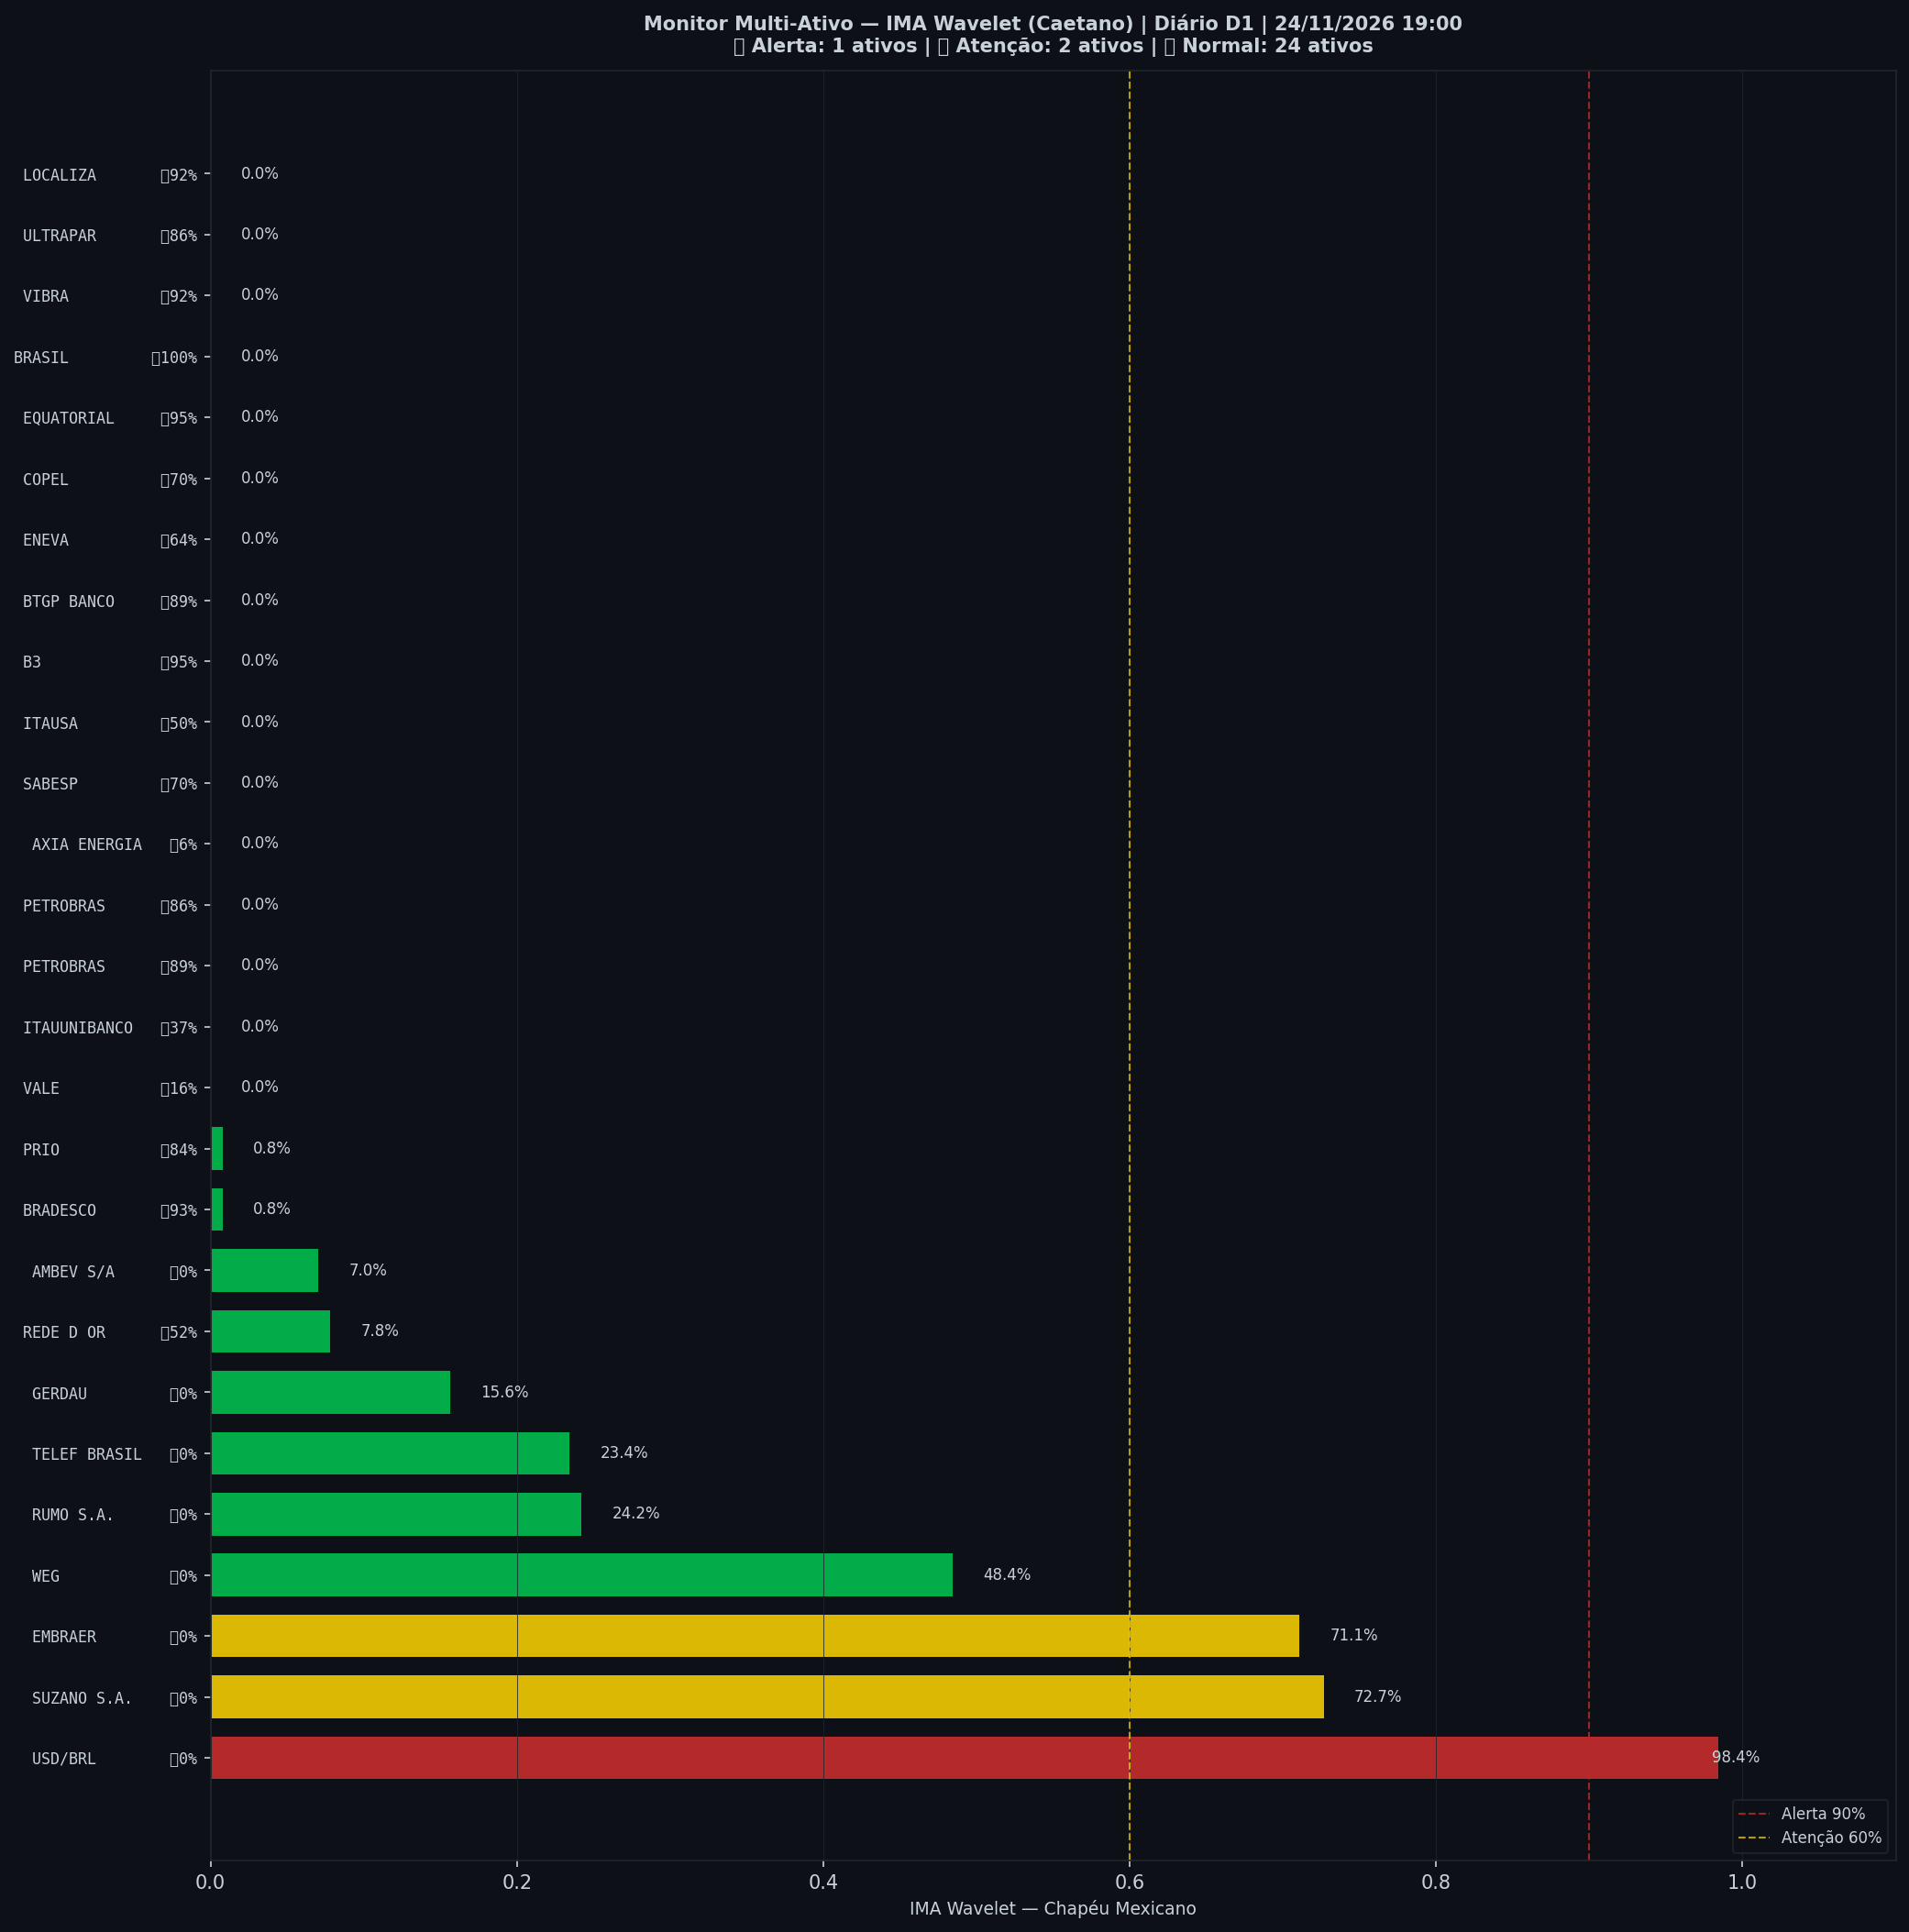 Monitor Multi-Ativo — IMA Wavelet (Caetano) | Diário D1 | 24/11/2026 19:00
▯ Alerta: 1 ativos | ▯ Atenção: 2 ativos | ▯ Normal: 24 ativos
LOCALIZA ▯92% 0.0%
ULTRAPAR ▯86% 0.0%
VIBRA ▯92% 0.0%
BRASIL ▯100% 0.0%
EQUATORIAL ▯95% 0.0%
COPEL ▯70% 0.0%
ENEVA ▯64% 0.0%
BTGP BANCO ▯89% 0.0%
B3 ▯95% 0.0%
ITAUSA ▯50% 0.0%
SABESP ▯70% 0.0%
AXIA ENERGIA ▯6% 0.0%
PETROBRAS ▯86% 0.0%
PETROBRAS ▯89% 0.0%
ITAUUNIBANCO ▯37% 0.0%
VALE ▯16% 0.0%
PRIO ▯84% 0.8%
BRADESCO ▯93% 0.8%
AMBEV S/A ▯0% 7.0%
REDE D OR ▯52% 7.8%
GERDAU ▯0% 15.6%
TELEF BRASIL ▯0% 23.4%
RUMO S.A. ▯0% 24.2%
WEG ▯0% 48.4%
EMBRAER ▯0% 71.1%
SUZANO S.A. ▯0% 72.7%
USD/BRL ▯0% 98.4%
Alerta 90%
Atenção 60%
0.0 0.2 0.4 0.6 0.8 1.0
IMA Wavelet — Chapéu Mexicano